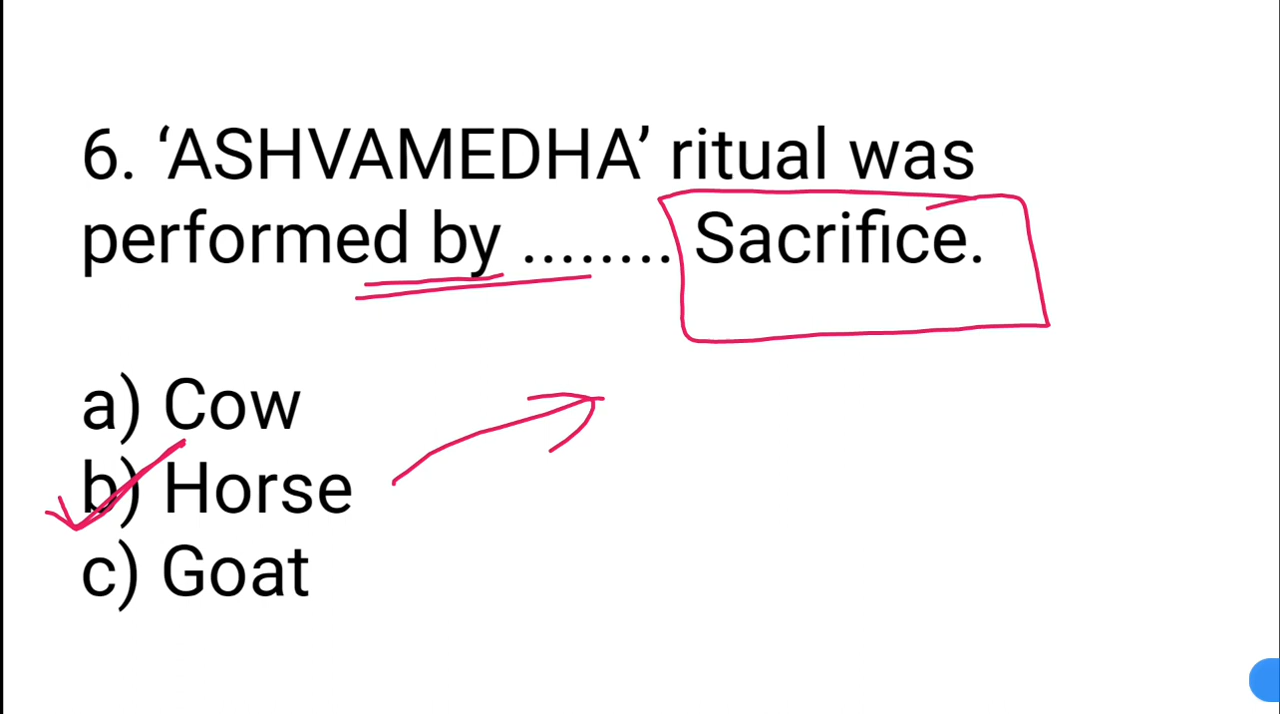 6. ‘ASHVAMEDHA’ ritual was
performed by ........ Sacrifice.
a) Cow
b) Horse
c) Goat